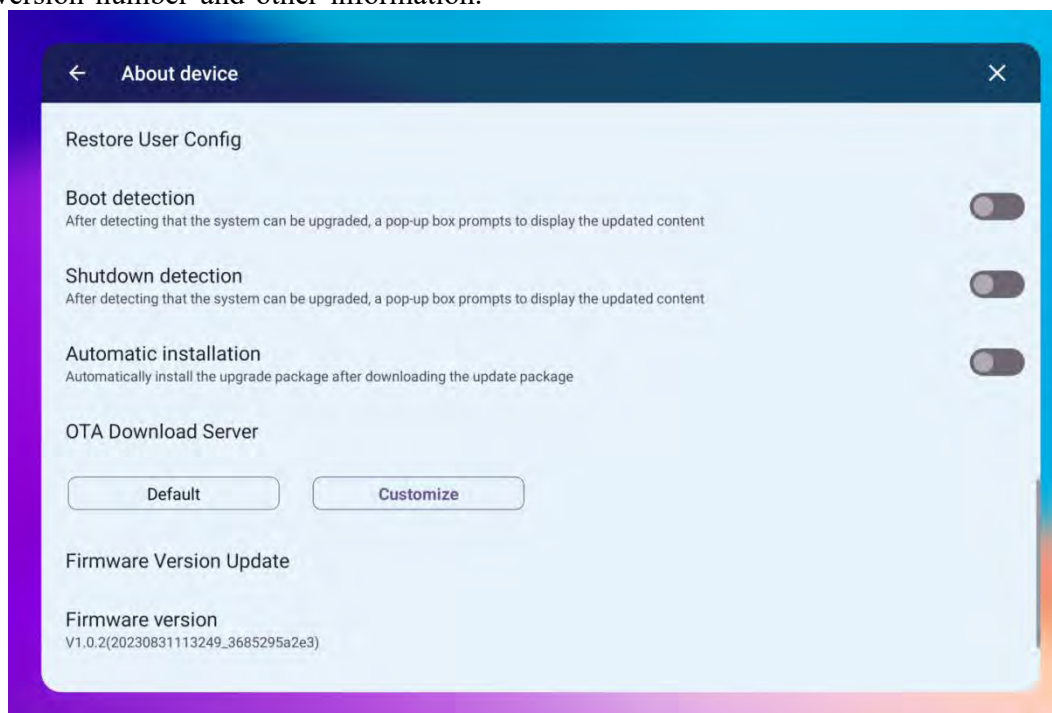 version number and other information.
About device
Restore User Config
Boot detection
After detecting that the system can be upgraded, a pop-up box prompts to display the updated content
Shutdown detection
After detecting that the system can be upgraded, a pop-up box prompts to display the updated content
Automatic installation
Automatically install the upgrade package after downloading the update package
OTA Download Server
Default Customize
Firmware Version Update
Firmware version
V1.0.2(20230831113249_3685295a2e3)